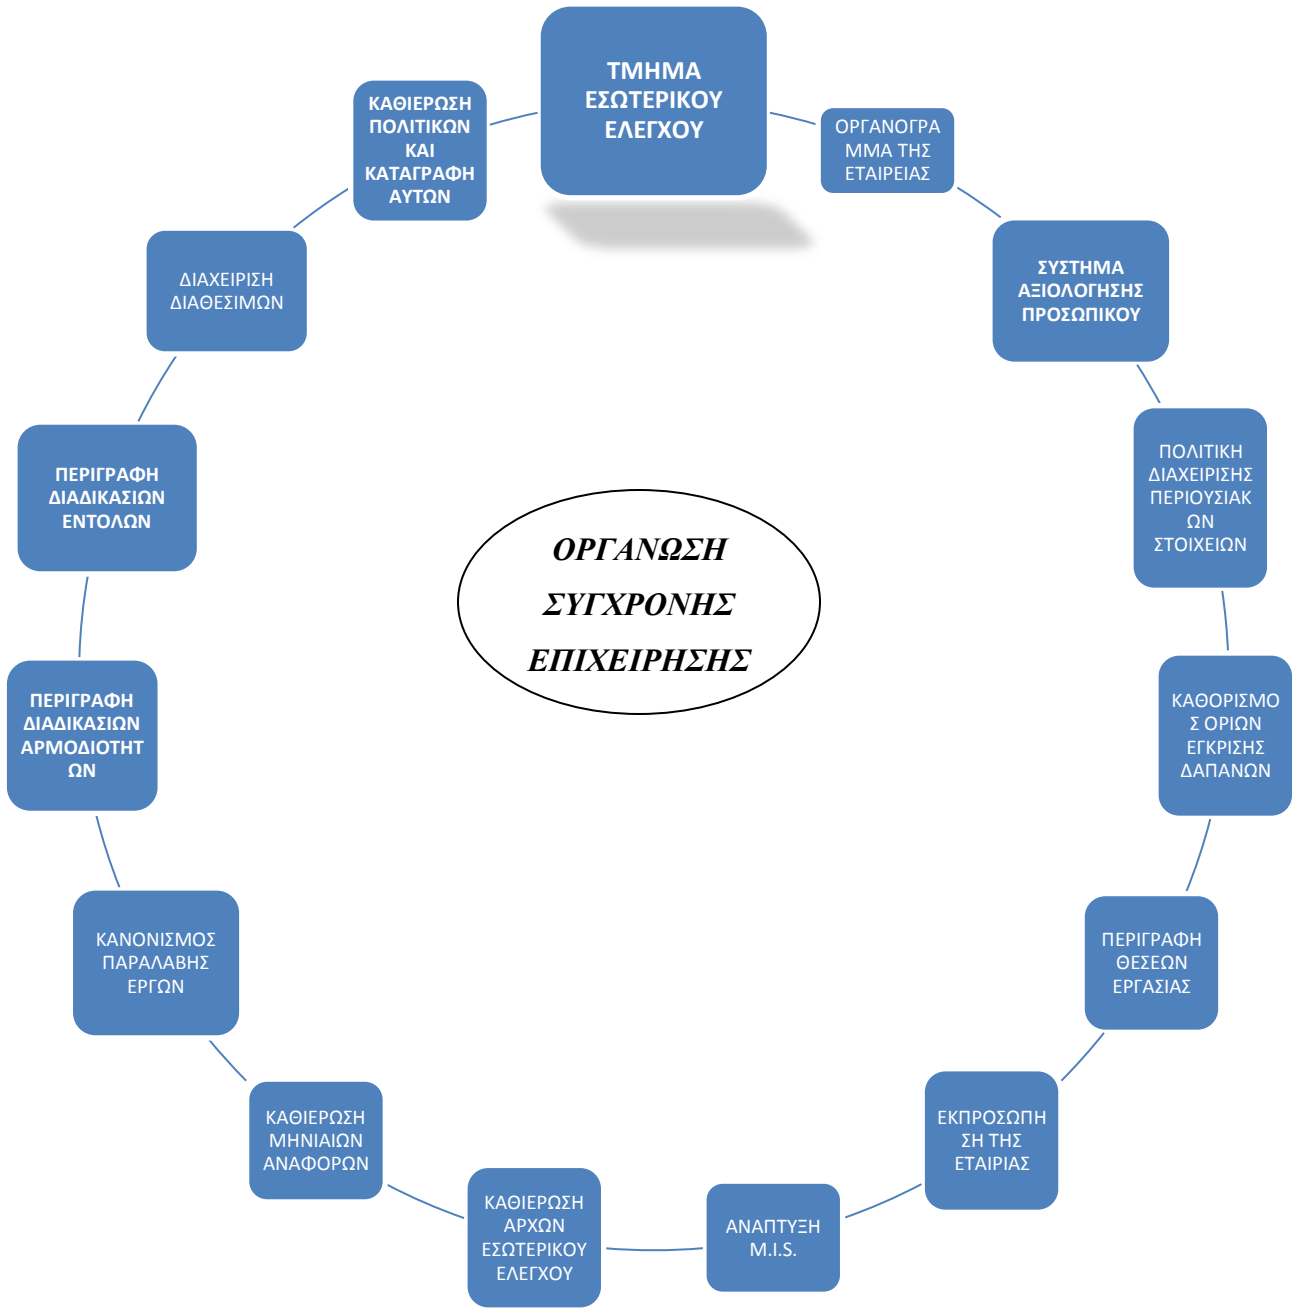 ΤΜΗΜΑ
ΕΣΩΤΕΡΙΚΟΥ
ΕΛΕΓΧΟΥ
ΟΡΓΑΝΟΓΡΑ
ΜΜΑ ΤΗΣ
ΕΤΑΙΡΕΙΑΣ
ΣΥΣΤΗΜΑ
ΑΞΙΟΛΟΓΗΣΗΣ
ΠΡΟΣΩΠΙΚΟΥ
ΠΟΛΙΤΙΚΗ
ΔΙΑΧΕΙΡΙΣΗΣ
ΠΕΡΙΟΥΣΙΑΚ
ΩΝ
ΣΤΟΙΧΕΙΩΝ
ΚΑΘΟΡΙΣΜΟ
Σ ΟΡΙΩΝ
ΕΓΚΡΙΣΗΣ
ΔΑΠΑΝΩΝ
ΠΕΡΙΓΡΑΦΗ
ΘΕΣΕΩΝ
ΕΡΓΑΣΙΑΣ
ΕΚΠΡΟΣΩΠΗ
ΣΗ ΤΗΣ
ΕΤΑΙΡΙΑΣ
ΑΝΑΠΤΥΞΗ
M.I.S.
ΚΑΘΙΕΡΩΣΗ
ΑΡΧΩΝ
ΕΣΩΤΕΡΙΚΟΥ
ΕΛΕΓΧΟΥ
ΚΑΘΙΕΡΩΣΗ
ΜΗΝΙΑΙΩΝ
ΑΝΑΦΟΡΩΝ
ΚΑΝΟΝΙΣΜΟΣ
ΠΑΡΑΛΑΒΗΣ
ΕΡΓΩΝ
ΠΕΡΙΓΡΑΦΗ
ΔΙΑΔΙΚΑΣΙΩΝ
ΑΡΜΟΔΙΟΤΗΤ
ΩΝ
ΠΕΡΙΓΡΑΦΗ
ΔΙΑΔΙΚΑΣΙΩΝ
ΕΝΤΟΛΩΝ
ΔΙΑΧΕΙΡΙΣΗ
ΔΙΑΘΕΣΙΜΩΝ
ΚΑΘΙΕΡΩΣΗ
ΠΟΛΙΤΙΚΩΝ
ΚΑΙ
ΚΑΤΑΓΡΑΦΗ
ΑΥΤΩΝ
ΟΡΓΑΝΩΣΗ
ΣΥΓΧΡΟΝΗΣ
ΕΠΙΧΕΙΡΗΣΗΣ